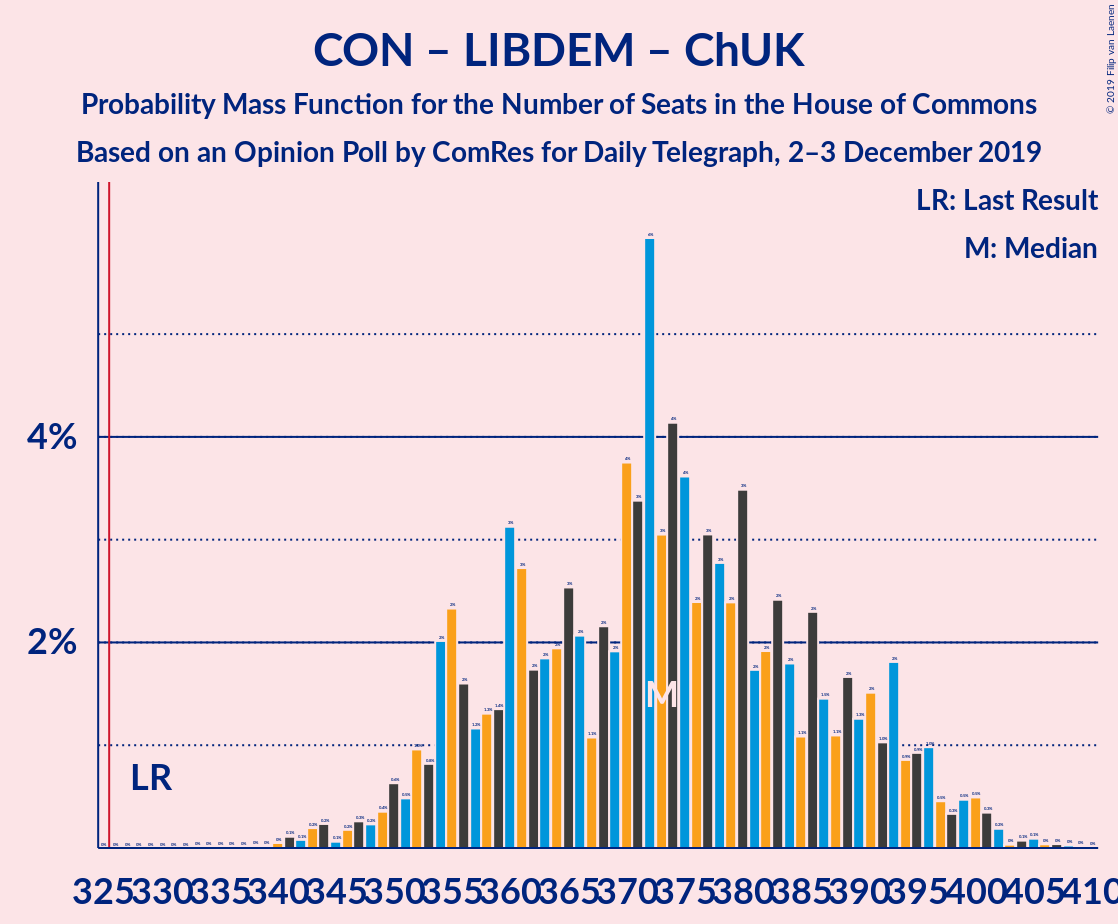 CON – LIBDEM – ChUK
Probability Mass Function for the Number of Seats in the House of Commons
Based on an Opinion Poll by ComRes for Daily Telegraph, 2–3 December 2019
© 2019 Filip van Laenen
LR: Last Result
M: Median
4%
2%
LR
M
325 330 335 340 345 350 355 360 365 370 375 380 385 390 395 400 405 410